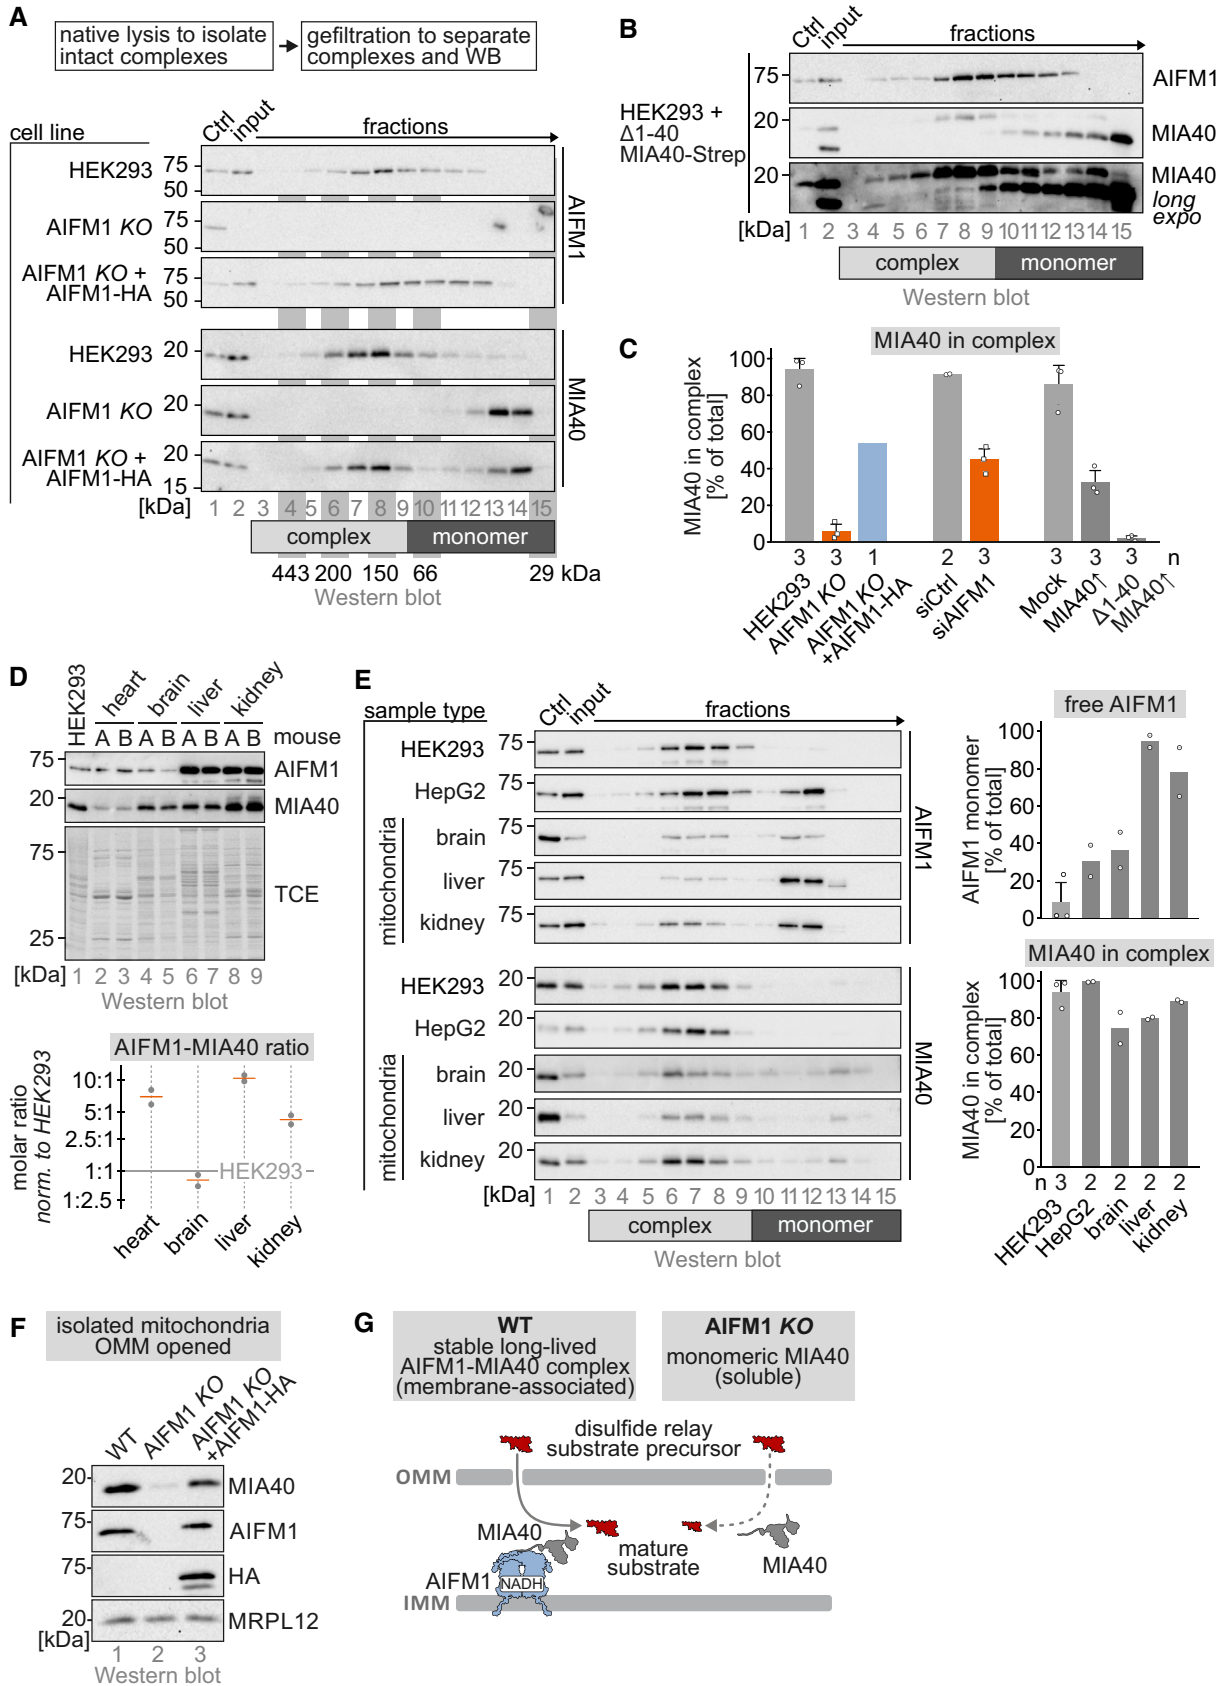 A
native lysis to isolate
intact complexes
gefiltration to separate
complexes and WB
cell line
Ctrl
input
fractions
HEK293
75
50
AIFM1 KO
75
50
AIFM1 KO +
AIFM1-HA
75
50
AIFM1
HEK293
20
AIFM1 KO
20
AIFM1 KO +
AIFM1-HA
20
15
MIA40
[kDa] 1 2 3 4 5 6 7 8 9 10 11 12 13 14 15
complex monomer
443 200 150 66 29 kDa
Western blot
B
Ctrl
input
fractions
HEK293 +
Δ1-40
MIA40-Strep
75
AIFM1
20
MIA40
20
MIA40
long
expo
[kDa] 1 2 3 4 5 6 7 8 9 10 11 12 13 14 15
complex monomer
Western blot
C
MIA40 in complex
MIA40 in complex
[% of total]
100
80
60
40
20
0
3 3 1 2 3 3 3 3 n
HEK293
AIFM1 KO
AIFM1 KO
+AIFM1-HA
siCtrl
siAIFM1
Mock
MIA40↑
Δ1-40
MIA40↑
D
HEK293
heart
brain
liver
kidney
A B A B A B A B mouse
75
AIFM1
20
MIA40
75
TCE
25
[kDa] 1 2 3 4 5 6 7 8 9
Western blot
AIFM1-MIA40 ratio
molar ratio
norm. to HEK293
10:1
5:1
2.5:1
1:1
1:2.5
HEK293
heart
brain
liver
kidney
E
sample type
Ctrl
input
fractions
HEK293
75
HepG2
75
mitochondria
brain
75
liver
75
kidney
75
AIFM1
HEK293
20
HepG2
20
mitochondria
brain
20
liver
20
kidney
20
MIA40
[kDa] 1 2 3 4 5 6 7 8 9 10 11 12 13 14 15
complex monomer
Western blot
free AIFM1
AIFM1 monomer
[% of total]
100
80
60
40
20
0
MIA40 in complex
MIA40 in complex
[% of total]
100
80
60
40
20
0
n 3 2 2 2 2
HEK293
HepG2
brain
liver
kidney
F
isolated mitochondria
OMM opened
WT
AIFM1 KO
AIFM1 KO
+AIFM1-HA
20
MIA40
75
AIFM1
75
HA
20
MRPL12
[kDa]
1 2 3
Western blot
G
WT
stable long-lived
AIFM1-MIA40 complex
(membrane-associated)
AIFM1 KO
monomeric MIA40
(soluble)
disulfide relay
substrate precursor
OMM
MIA40
mature
substrate
MIA40
AIFM1
NADH
IMM